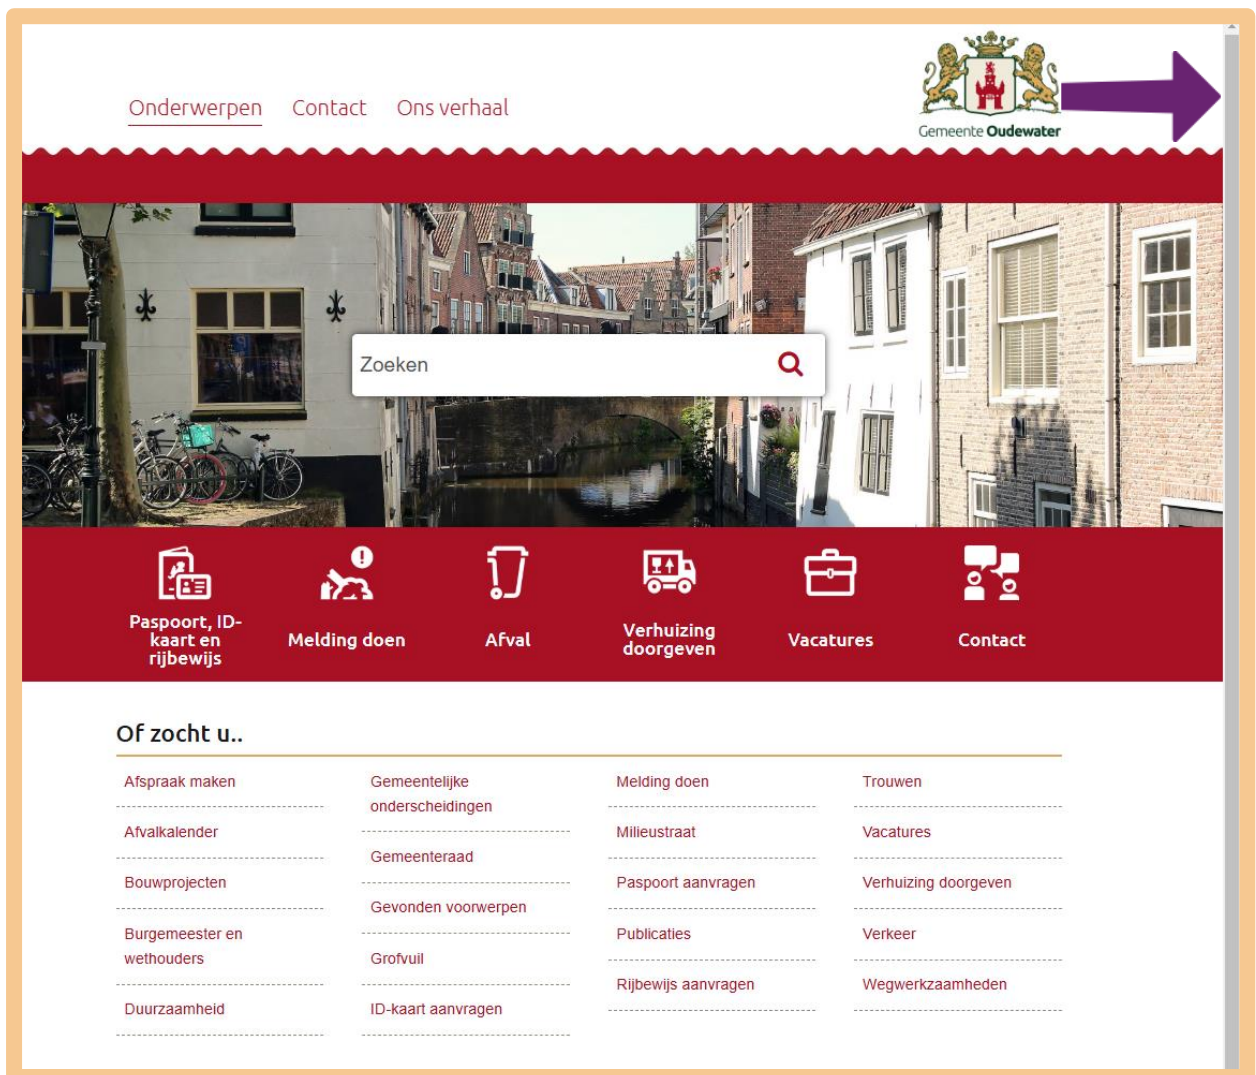 Onderwerpen Contact Ons verhaal
Gemeente Oudewater
Zoeken
Paspoort, ID-
kaart en
rijbewijs
Melding doen
Afval
Verhuizing
doorgeven
Vacatures
Contact
Of zocht u..
Afspraak maken
Afvalkalender
Bouwprojecten
Burgemeester en
wethouders
Duurzaamheid
Gemeentelijke
onderscheidingen
Gemeenteraad
Gevonden voorwerpen
Grofvuil
ID-kaart aanvragen
Melding doen
Milieustraat
Paspoort aanvragen
Publicaties
Rijbewijs aanvragen
Trouwen
Vacatures
Verhuizing doorgeven
Verkeer
Wegwerkzaamheden